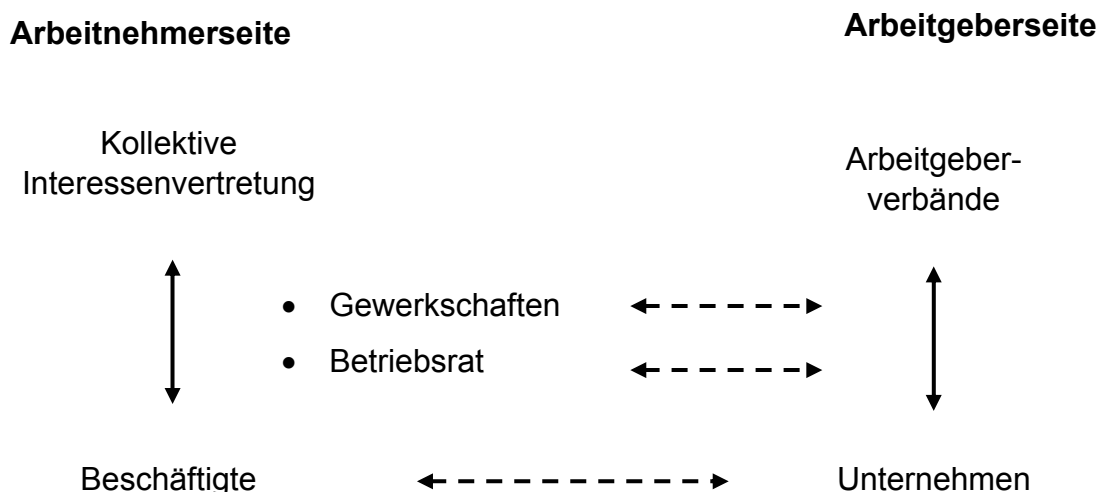 Arbeitnehmerseite
Arbeitgeberseite
Kollektive
Interessenvertretung
Arbeitgeber-
verbände
• Gewerkschaften
• Betriebsrat
Beschäftigte
Unternehmen